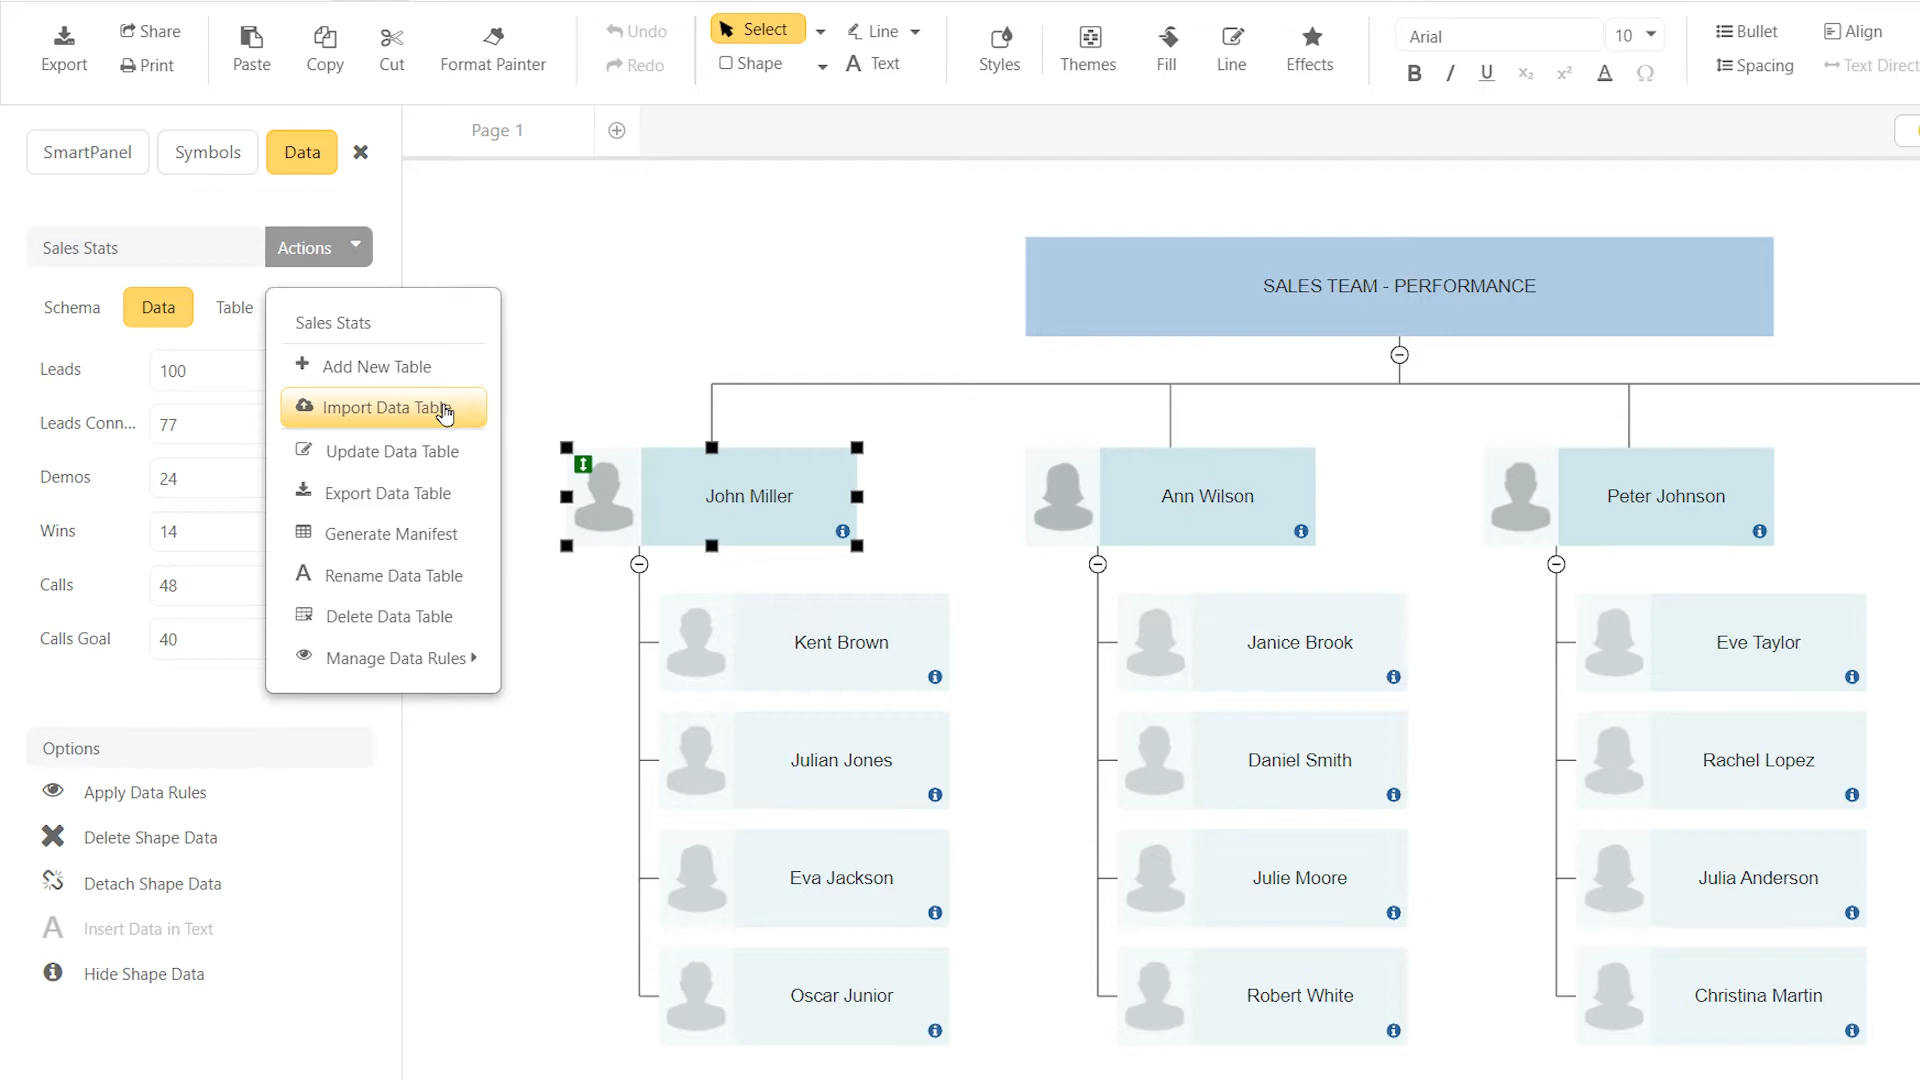 Export
Share
Print
Paste
Copy
Cut
Format Painter
Undo
Redo
Select
Shape
Line
A Text
Styles
Themes
Fill
Line
Effects
Arial
10
B I U x₂ x² A Ω
Bullet
Spacing
Align
Text Direct
SmartPanel
Symbols
Data
Page 1
Sales Stats
Actions
Schema
Data
Table
Leads
100
Leads Conn...
77
Demos
24
Wins
14
Calls
48
Calls Goal
40
Sales Stats
Add New Table
Import Data Table
Update Data Table
Export Data Table
Generate Manifest
A Rename Data Table
Delete Data Table
Manage Data Rules
Options
Apply Data Rules
Delete Shape Data
Detach Shape Data
A Insert Data in Text
Hide Shape Data
SALES TEAM - PERFORMANCE
John Miller
Ann Wilson
Peter Johnson
Kent Brown
Janice Brook
Eve Taylor
Julian Jones
Daniel Smith
Rachel Lopez
Eva Jackson
Julie Moore
Julia Anderson
Oscar Junior
Robert White
Christina Martin